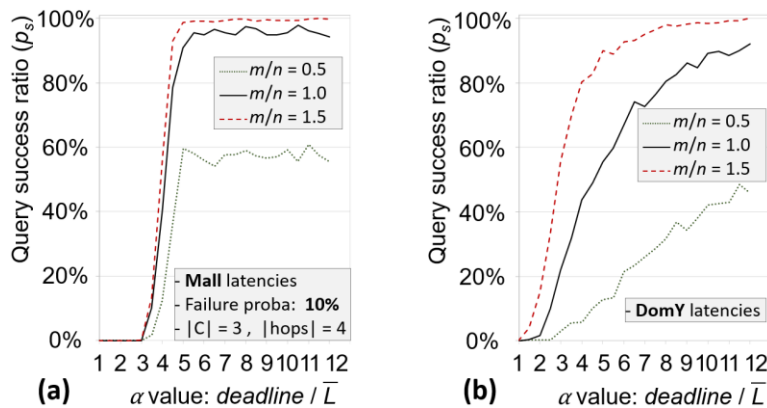 Query success ratio (pₛ)
100%
80%
60%
40%
20%
0%
m/n = 0.5
m/n = 1.0
m/n = 1.5
- Mall latencies
- Failure proba: 10%
- |C| = 3 , |hops| = 4
1 2 3 4 5 6 7 8 9 10 11 12
(a) α value: deadline / L̅
Query success ratio (pₛ)
100%
80%
60%
40%
20%
0%
m/n = 0.5
m/n = 1.0
m/n = 1.5
- DomY latencies
1 2 3 4 5 6 7 8 9 10 11 12
(b) α value: deadline / L̅